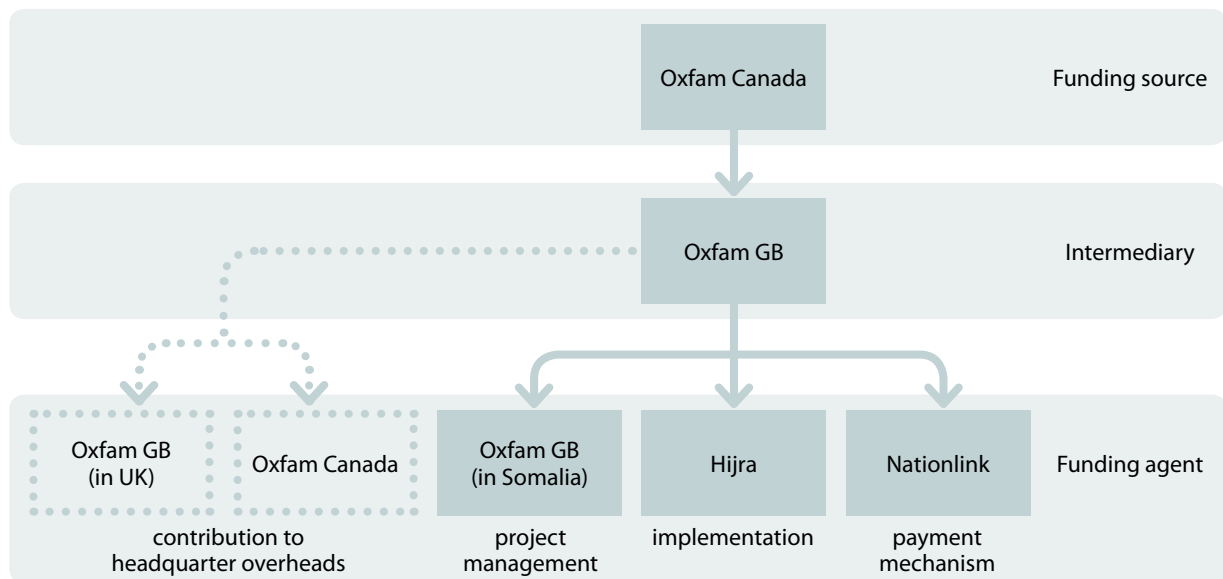 Oxfam Canada
Funding source
Oxfam GB
Intermediary
Oxfam GB
(in UK)
Oxfam Canada
Oxfam GB
(in Somalia)
Hijra
Nationlink
Funding agent
contribution to
headquarter overheads
project
management
implementation
payment
mechanism